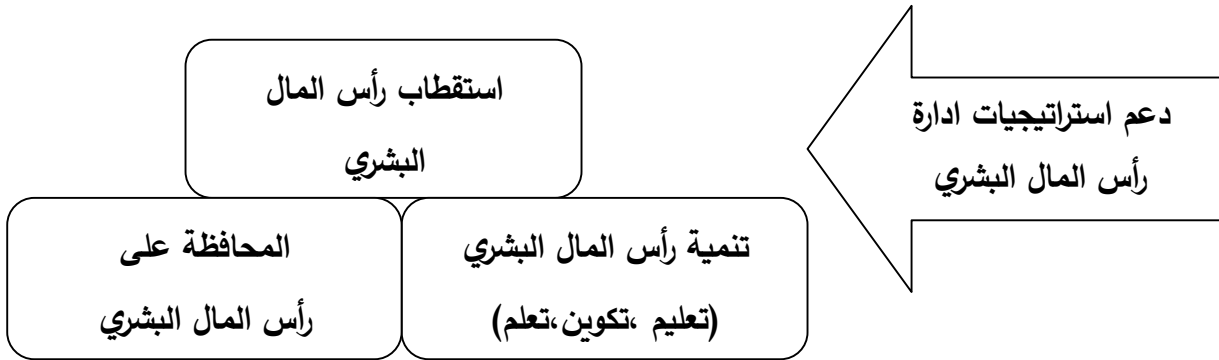 دعم استراتيجيات ادارة
رأس المال البشري
استقطاب رأس المال
البشري
تنمية رأس المال البشري
(تعليم ،تكوين،تعلم)
المحافظة على
رأس المال البشري